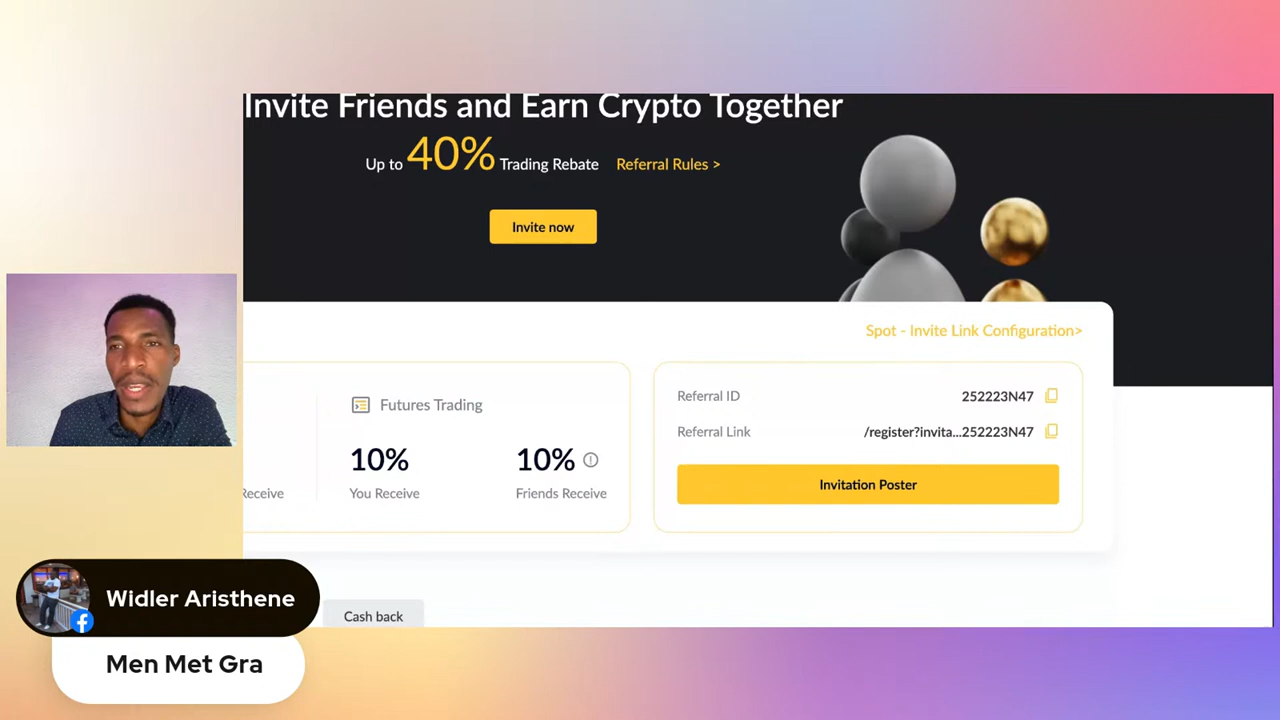 Invite Friends and Earn Crypto Together
Up to 40% Trading Rebate Referral Rules >
Invite now
Spot - Invite Link Configuration>
Futures Trading
10% 10%
Receive You Receive Friends Receive
Referral ID 252223N47
Referral Link /register?invita...252223N47
Invitation Poster
Cash back
Widler Aristhene
Men Met Gra